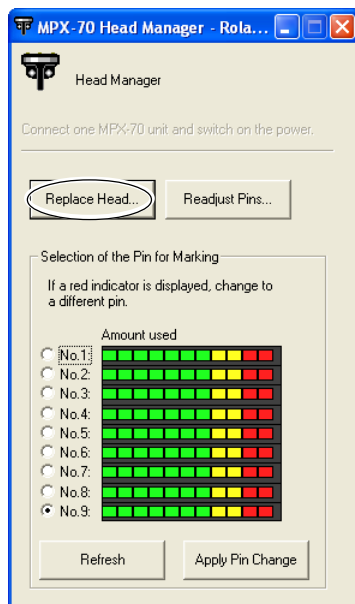 MPX-70 Head Manager - Rola...
Head Manager
Connect one MPX-70 unit and switch on the power.
Replace Head... Readjust Pins...
Selection of the Pin for Marking
If a red indicator is displayed, change to
a different pin.
Amount used
No.1:
No.2:
No.3:
No.4:
No.5:
No.6:
No.7:
No.8:
No.9:
Refresh Apply Pin Change